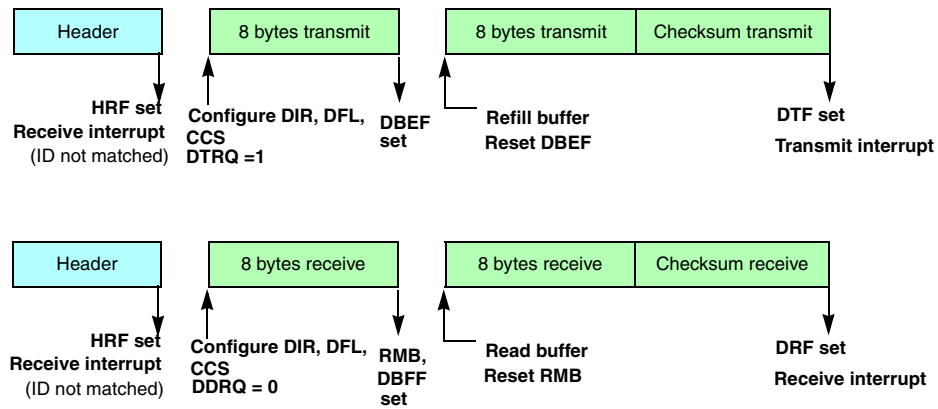 Header
8 bytes transmit
8 bytes transmit
Checksum transmit
HRF set
Receive interrupt
(ID not matched)
Configure DIR, DFL,
CCS
DTRQ =1
DBEF
set
Refill buffer
Reset DBEF
DTF set
Transmit interrupt
Header
8 bytes receive
8 bytes receive
Checksum receive
HRF set
Receive interrupt
(ID not matched)
Configure DIR, DFL,
CCS
DDRQ = 0
RMB,
DBFF
set
Read buffer
Reset RMB
DRF set
Receive interrupt